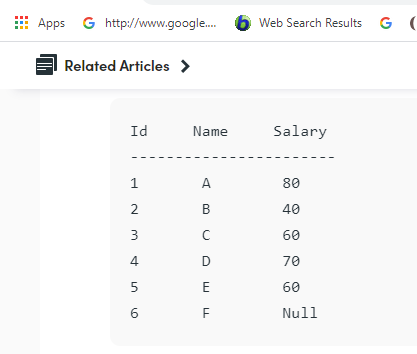 Apps http://www.google.... Web Search Results
Related Articles
Id Name Salary
-----------------------
1 A 80
2 B 40
3 C 60
4 D 70
5 E 60
6 F Null